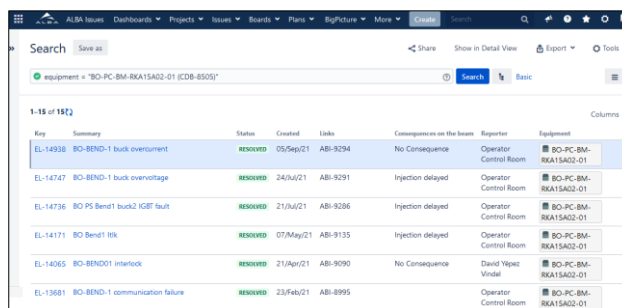 ALBA ALBA Issues Dashboards Projects Issues Boards Plans BigPicture More Create Search
Search Save as Share Show in Detail View Export Tools
equipment = "BO-PC-BM-RKA15A02-01 (CDB-8505)" Search Basic
1–15 of 15 Columns
Key Summary Status Created Links Consequences on the beam Reporter Equipment
EL-14938 BO-BEND-1 buck overcurrent RESOLVED 05/Sep/21 ABI-9294 No Consequence Operator Control Room BO-PC-BM-RKA15A02-01
EL-14747 BO-BEND-1 buck overvoltage RESOLVED 24/Jul/21 ABI-9291 Injection delayed Operator Control Room BO-PC-BM-RKA15A02-01
EL-14736 BO PS Bend1 buck2 IGBT fault RESOLVED 21/Jul/21 ABI-9286 Injection delayed Operator Control Room BO-PC-BM-RKA15A02-01
EL-14171 BO Bend1 Itlk RESOLVED 07/May/21 ABI-9135 Injection delayed Operator Control Room BO-PC-BM-RKA15A02-01
EL-14065 BO-BEND01 interlock RESOLVED 21/Apr/21 ABI-9090 No Consequence David Yépez Vindel BO-PC-BM-RKA15A02-01
EL-13681 BO-BEND-1 communication failure RESOLVED 23/Feb/21 ABI-8995 Operator Control Room BO-PC-BM-RKA15A02-01